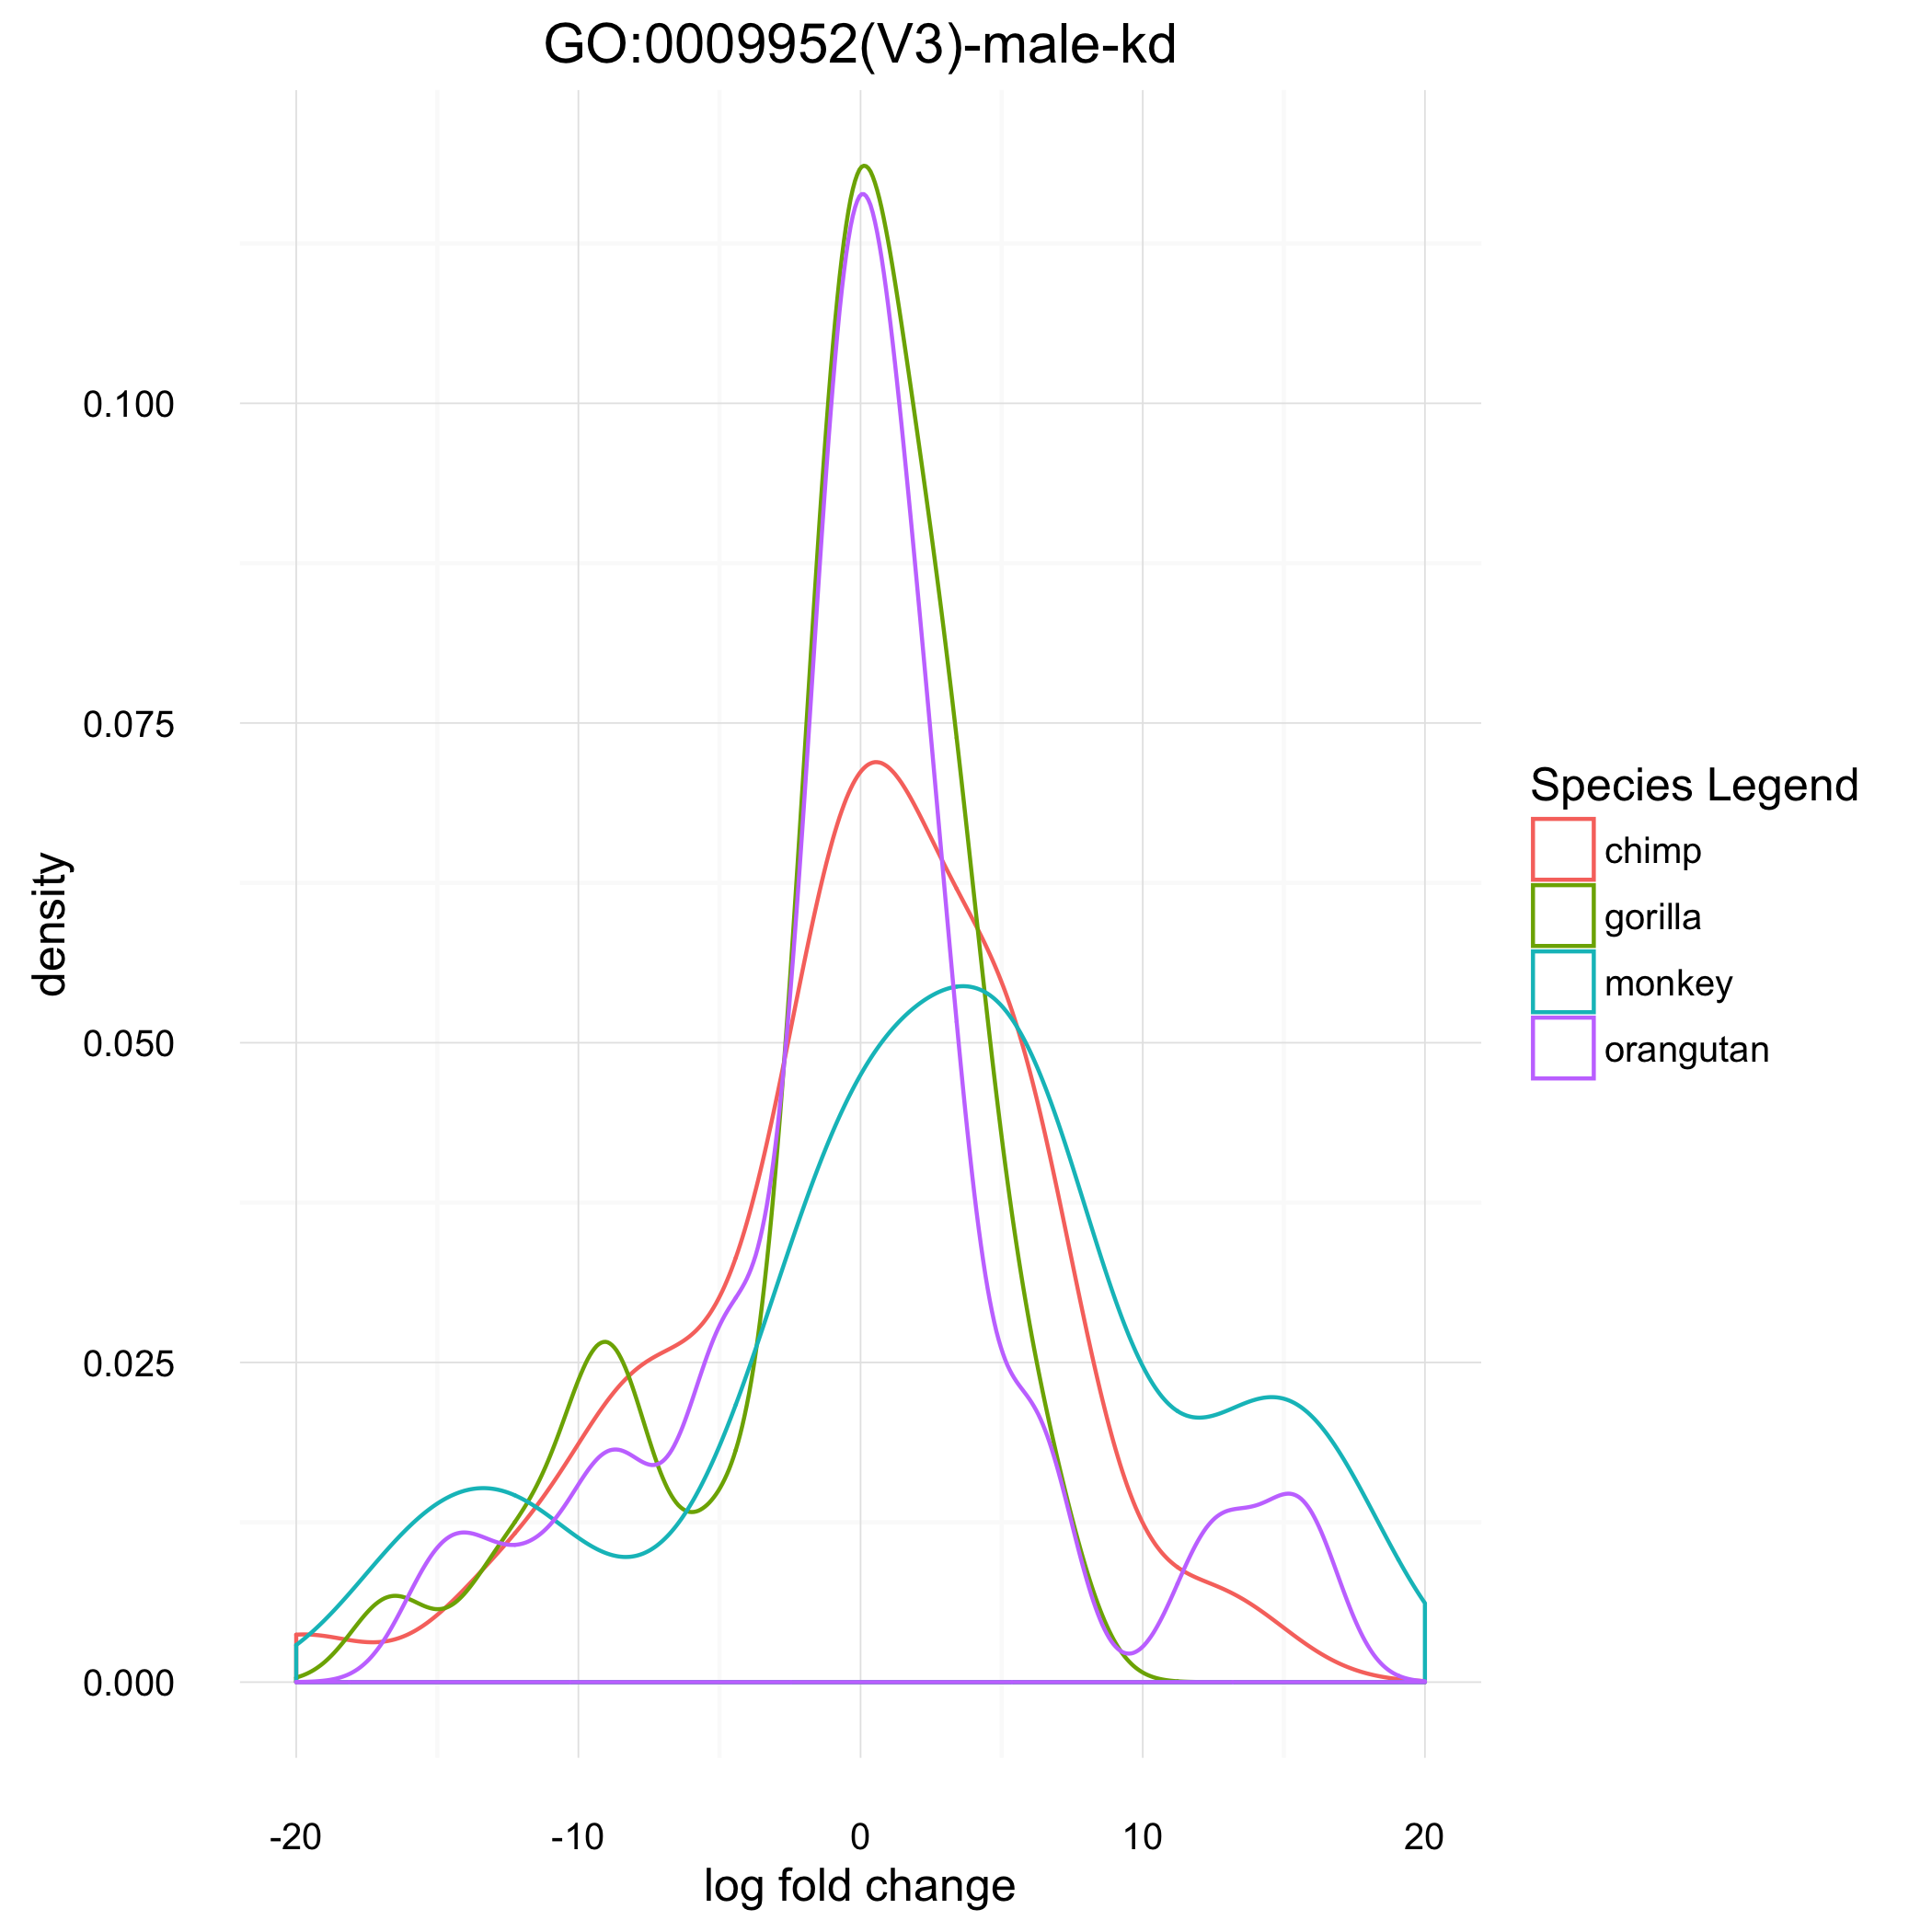 GO:0009952(V3)-male-kd
density
0.100
0.075
0.050
0.025
0.000
-20
-10
0
10
20
log fold change
Species Legend
chimp
gorilla
monkey
orangutan